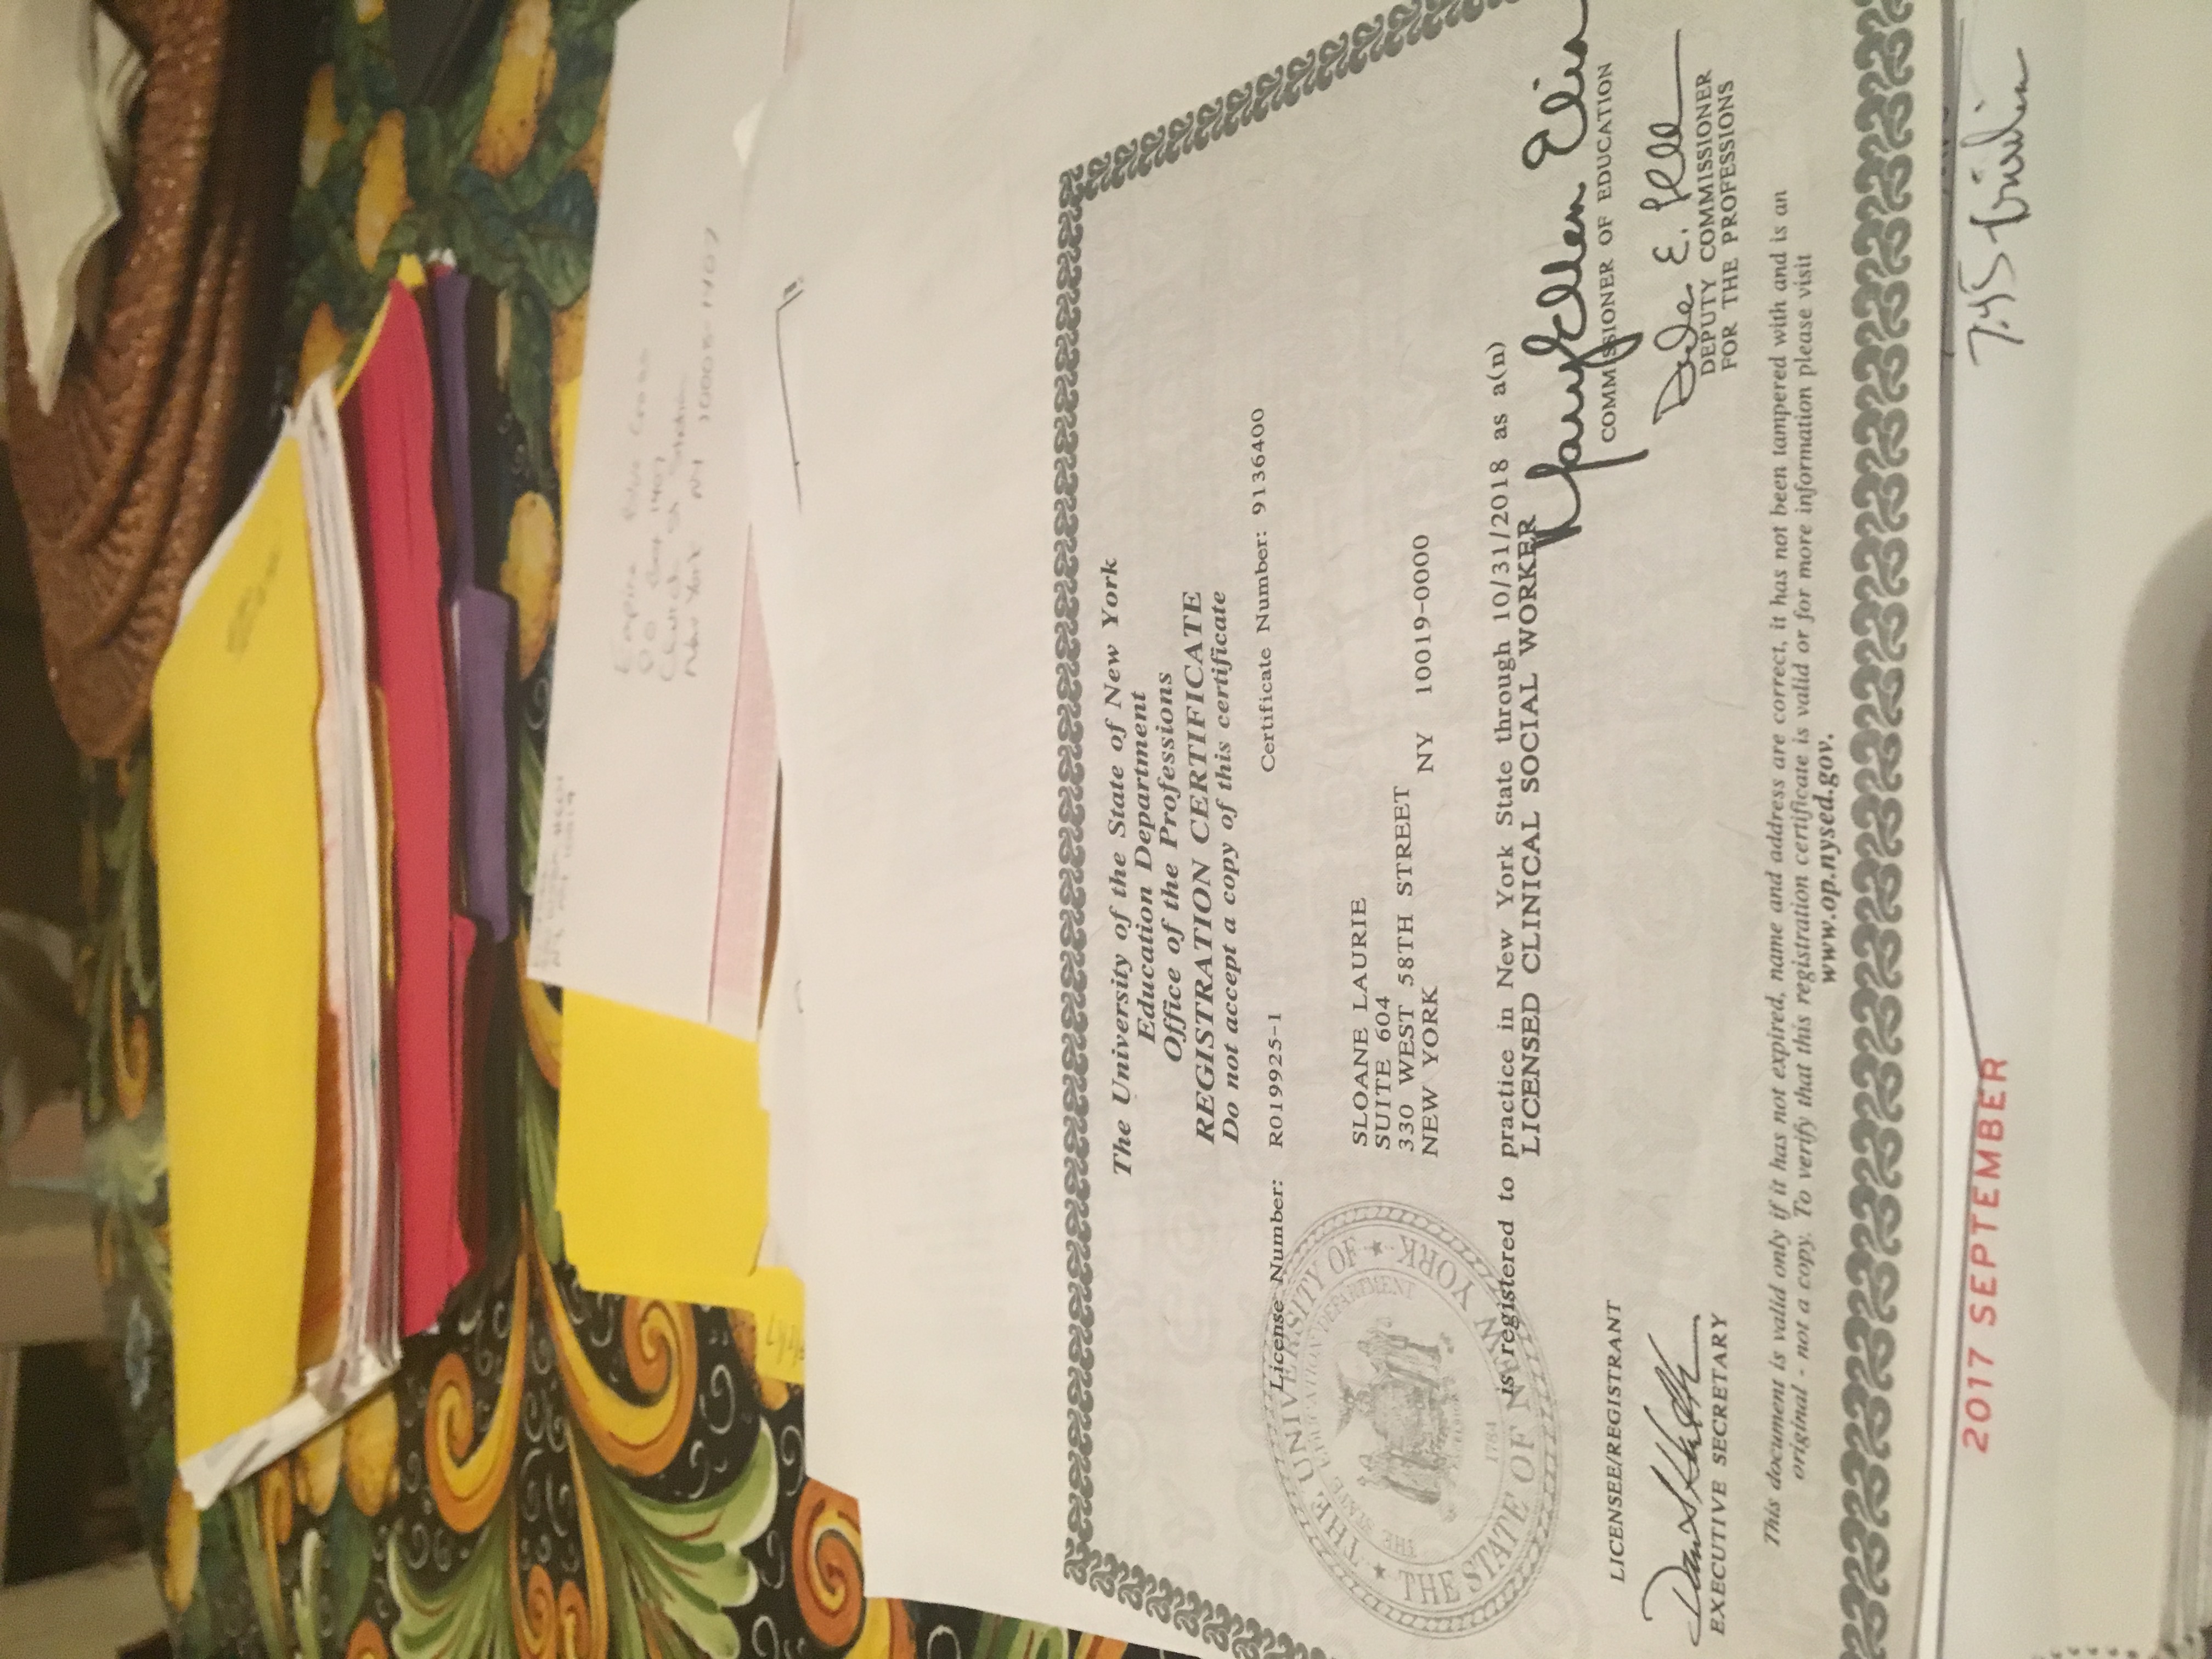 Empire Blue Cross
PO Box 1407
Church St. Station
New York NY 10008-1407
The University of the State of New York
Education Department
Office of the Professions
REGISTRATION CERTIFICATE
Do not accept a copy of this certificate
License Number: R019925-1
Certificate Number: 9136400
THE UNIVERSITY OF THE STATE OF NEW YORK
THE STATE EDUCATION DEPARTMENT
EXCELSIOR
1784
SLOANE LAURIE
SUITE 604
330 WEST 58TH STREET
NEW YORK NY 10019-0000
is registered to practice in New York State through 10/31/2018 as a(n)
LICENSED CLINICAL SOCIAL WORKER
MaryEllen Elia
COMMISSIONER OF EDUCATION
LICENSEE/REGISTRANT
EXECUTIVE SECRETARY
DEPUTY COMMISSIONER
FOR THE PROFESSIONS
This document is valid only if it has not expired, name and address are correct, it has not been tampered with and is an
original - not a copy. To verify that this registration certificate is valid or for more information please visit
www.op.nysed.gov.
2017 SEPTEMBER
7:45